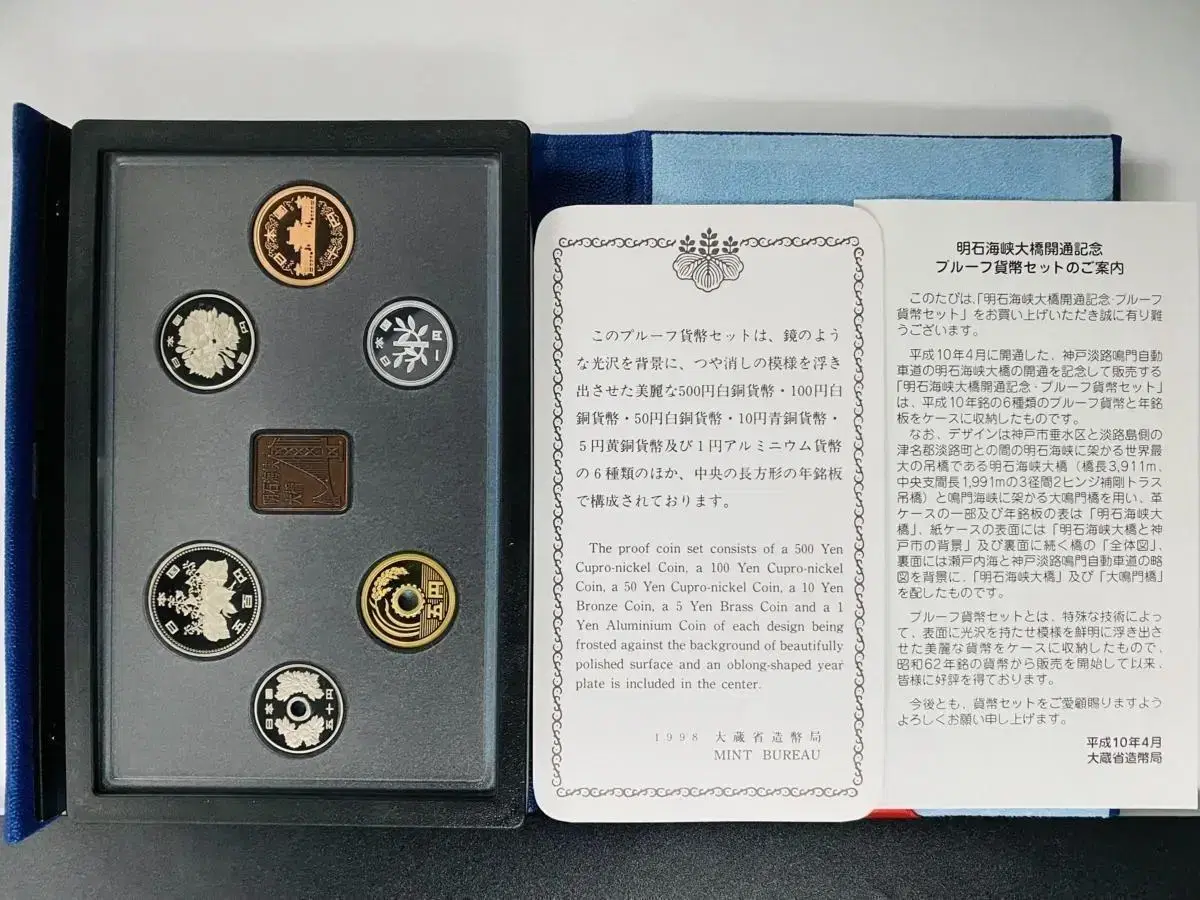 日本国
十円
日本国
百円
日本国
一円
明石海峡
大橋
日本国
五百円
五円
日本国
五十円
このプルーフ貨幣セットは、鏡のよう
な光沢を背景に、つや消しの模様を浮き
出させた美麗な500円白銅貨幣・100円白
銅貨幣・50円白銅貨幣・10円青銅貨幣・
5円黄銅貨幣及び1円アルミニウム貨幣
の6種類のほか、中央の長方形の年銘板
で構成されております。
The proof coin set consists of a 500 Yen
Cupro-nickel Coin, a 100 Yen Cupro-nickel
Coin, a 50 Yen Cupro-nickel Coin, a 10 Yen
Bronze Coin, a 5 Yen Brass Coin and a 1
Yen Aluminium Coin of each design being
frosted against the background of beautifully
polished surface and an oblong-shaped year
plate is included in the center.
1998 大蔵省造幣局
MINT BUREAU
明石海峡大橋開通記念
プルーフ貨幣セットのご案内
このたびは、「明石海峡大橋開通記念・プルーフ
貨幣セット」をお買い上げいただき誠に有り難
うございます。
平成10年4月に開通した、神戸淡路鳴門自動
車道の明石海峡大橋の開通を記念して販売する
「明石海峡大橋開通記念・プルーフ貨幣セット」
は、平成10年銘の6種類のプルーフ貨幣と年銘
板をケースに収納したものです。
なお、デザインは神戸市垂水区と淡路島側の
津名郡淡路町との間の明石海峡に架かる世界最
大の吊橋である明石海峡大橋（橋長3,911m、
中央支間長1,991mの3径間2ヒンジ補剛トラス
吊橋）と鳴門海峡に架かる大鳴門橋を用い、革
ケースの一部及び年銘板の表は「明石海峡大
橋」、紙ケースの表面には「明石海峡大橋と神
戸市の背景」及び裏面に続く橋の「全体図」、
裏面には瀬戸内海と神戸淡路鳴門自動車道の略
図を背景に、「明石海峡大橋」及び「大鳴門橋」
を配したものです。
プルーフ貨幣セットとは、特殊な技術によっ
て、表面に光沢を持たせ模様を鮮明に浮き出さ
せた美麗な貨幣をケースに収納したもので、
昭和62年銘の貨幣から販売を開始して以来、
皆様に好評を得ております。
今後とも、貨幣セットをご愛顧賜りますよう
よろしくお願い申し上げます。
平成10年4月
大蔵省造幣局